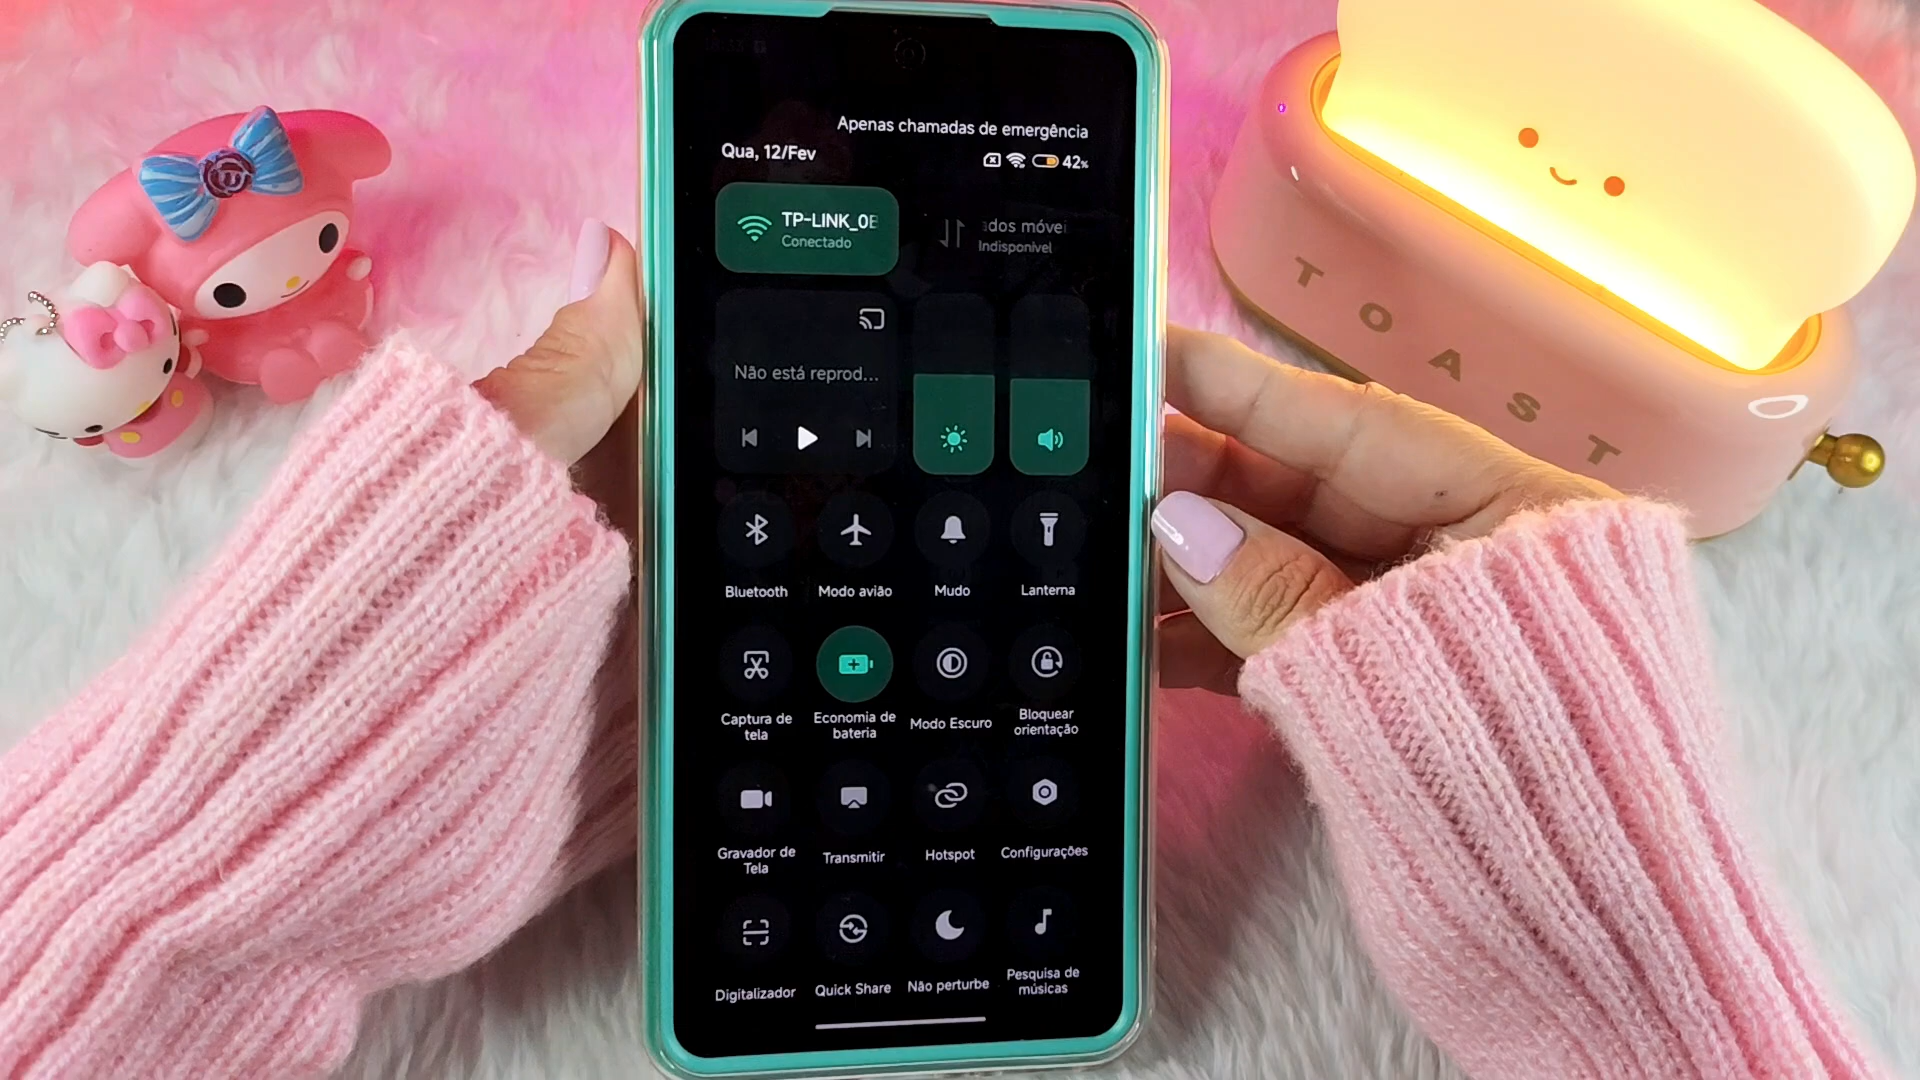 Apenas chamadas de emergência
Qua, 12/Fev
42%
TP-LINK_0E
Conectado
ados móvei
Indisponível
Não está reprod...
Bluetooth
Modo avião
Mudo
Lanterna
Captura de
tela
Economia de
bateria
Modo Escuro
Bloquear
orientação
Gravador de
Tela
Transmitir
Hotspot
Configurações
Digitalizador
Quick Share
Não perturbe
Pesquisa de
músicas
TOAST